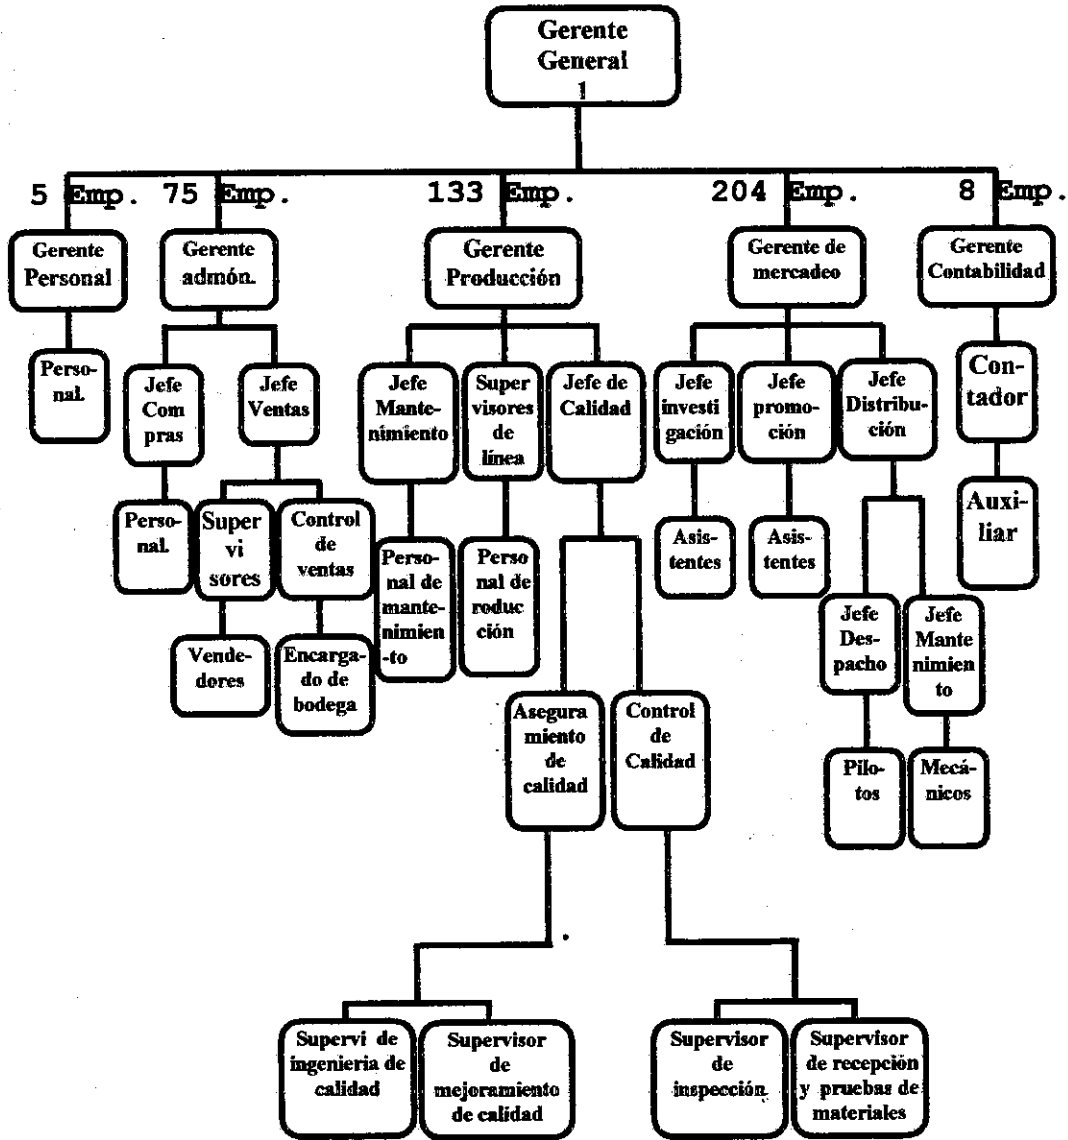 Gerente
General
1
5 Emp. 75 Emp. 133 Emp. 204 Emp. 8 Emp.
Gerente
Personal
Gerente
admón.
Gerente
Producción
Gerente de
mercadeo
Gerente
Contabilidad
Perso-
nal.
Jefe
Com
pras
Jefe
Ventas
Jefe
Mante-
nimiento
Super
visores
de
línea
Jefe de
Calidad
Jefe
investi
gación
Jefe
promo-
ción
Jefe
Distribu-
ción
Con-
tador
Perso-
nal.
Super
vi
sores
Control
de
ventas
Perso-
nal de
mante-
nimien
-to
Perso
nal de
roduc
ción
Asis-
tentes
Asis-
tentes
Auxi-
liar
Vende-
dores
Encarga-
do de
bodega
Jefe
Des-
pacho
Jefe
Mante
nimien
to
Asegura
miento
de
calidad
Control
de
Calidad
Pilo-
tos
Mecá-
nicos
Supervi de
ingenieria de
calidad
Supervisor
de
mejoramiento
de calidad
Supervisor
de
inspección
Supervisor
de recepción
y pruebas de
materiales